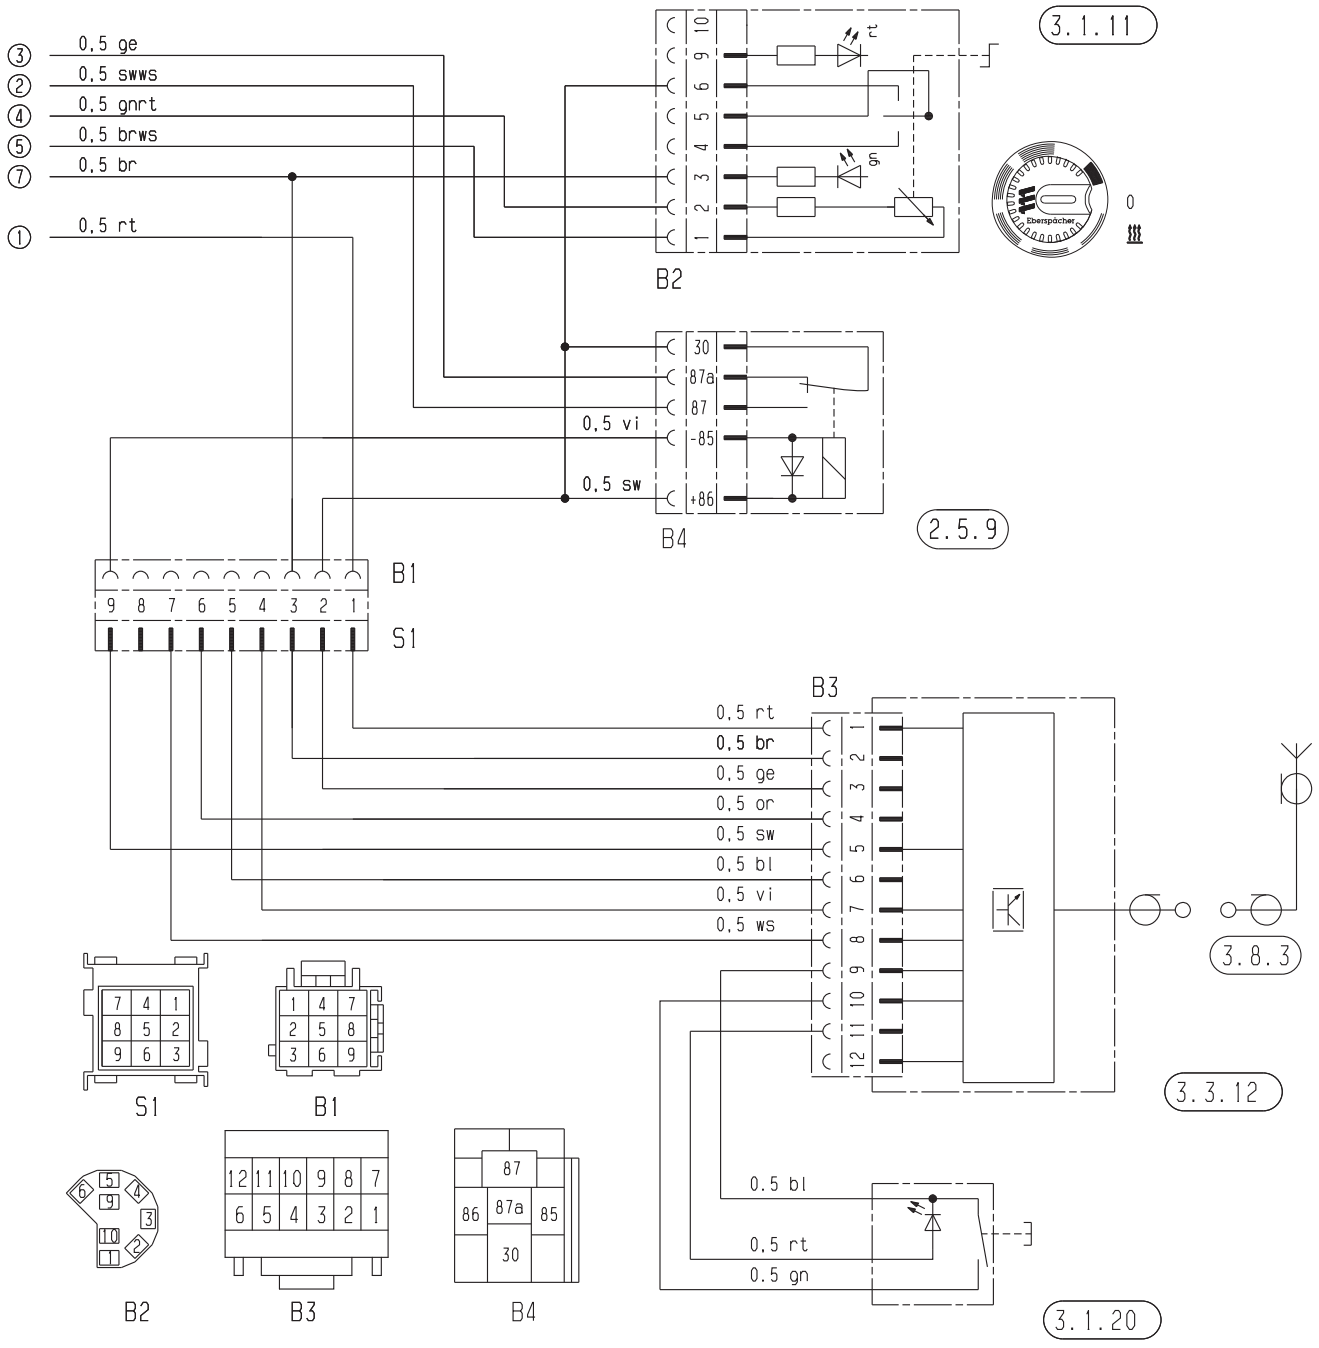 3 0,5 ge
2 0,5 swws
4 0,5 gnrt
5 0,5 brws
7 0,5 br
1 0,5 rt
10
9 rt
6
5
4
3 gn
2
1
B2
3.1.11
Eberspächer
0
30
87a
87
0,5 vi -85
0,5 sw +86
B4
2.5.9
B1
9 8 7 6 5 4 3 2 1
S1
B3
0,5 rt 1
0,5 br 2
0,5 ge 3
0,5 or 4
0,5 sw 5
0,5 bl 6
0,5 vi 7
0,5 ws 8
9
10
11
12
3.8.3
3.3.12
0.5 bl
0,5 rt
0.5 gn
3.1.20
7 4 1
8 5 2
9 6 3
S1
1 4 7
2 5 8
3 6 9
B1
5
6 4
9
3
10
2
1
B2
12 11 10 9 8 7
6 5 4 3 2 1
B3
87
86 87a 85
30
B4